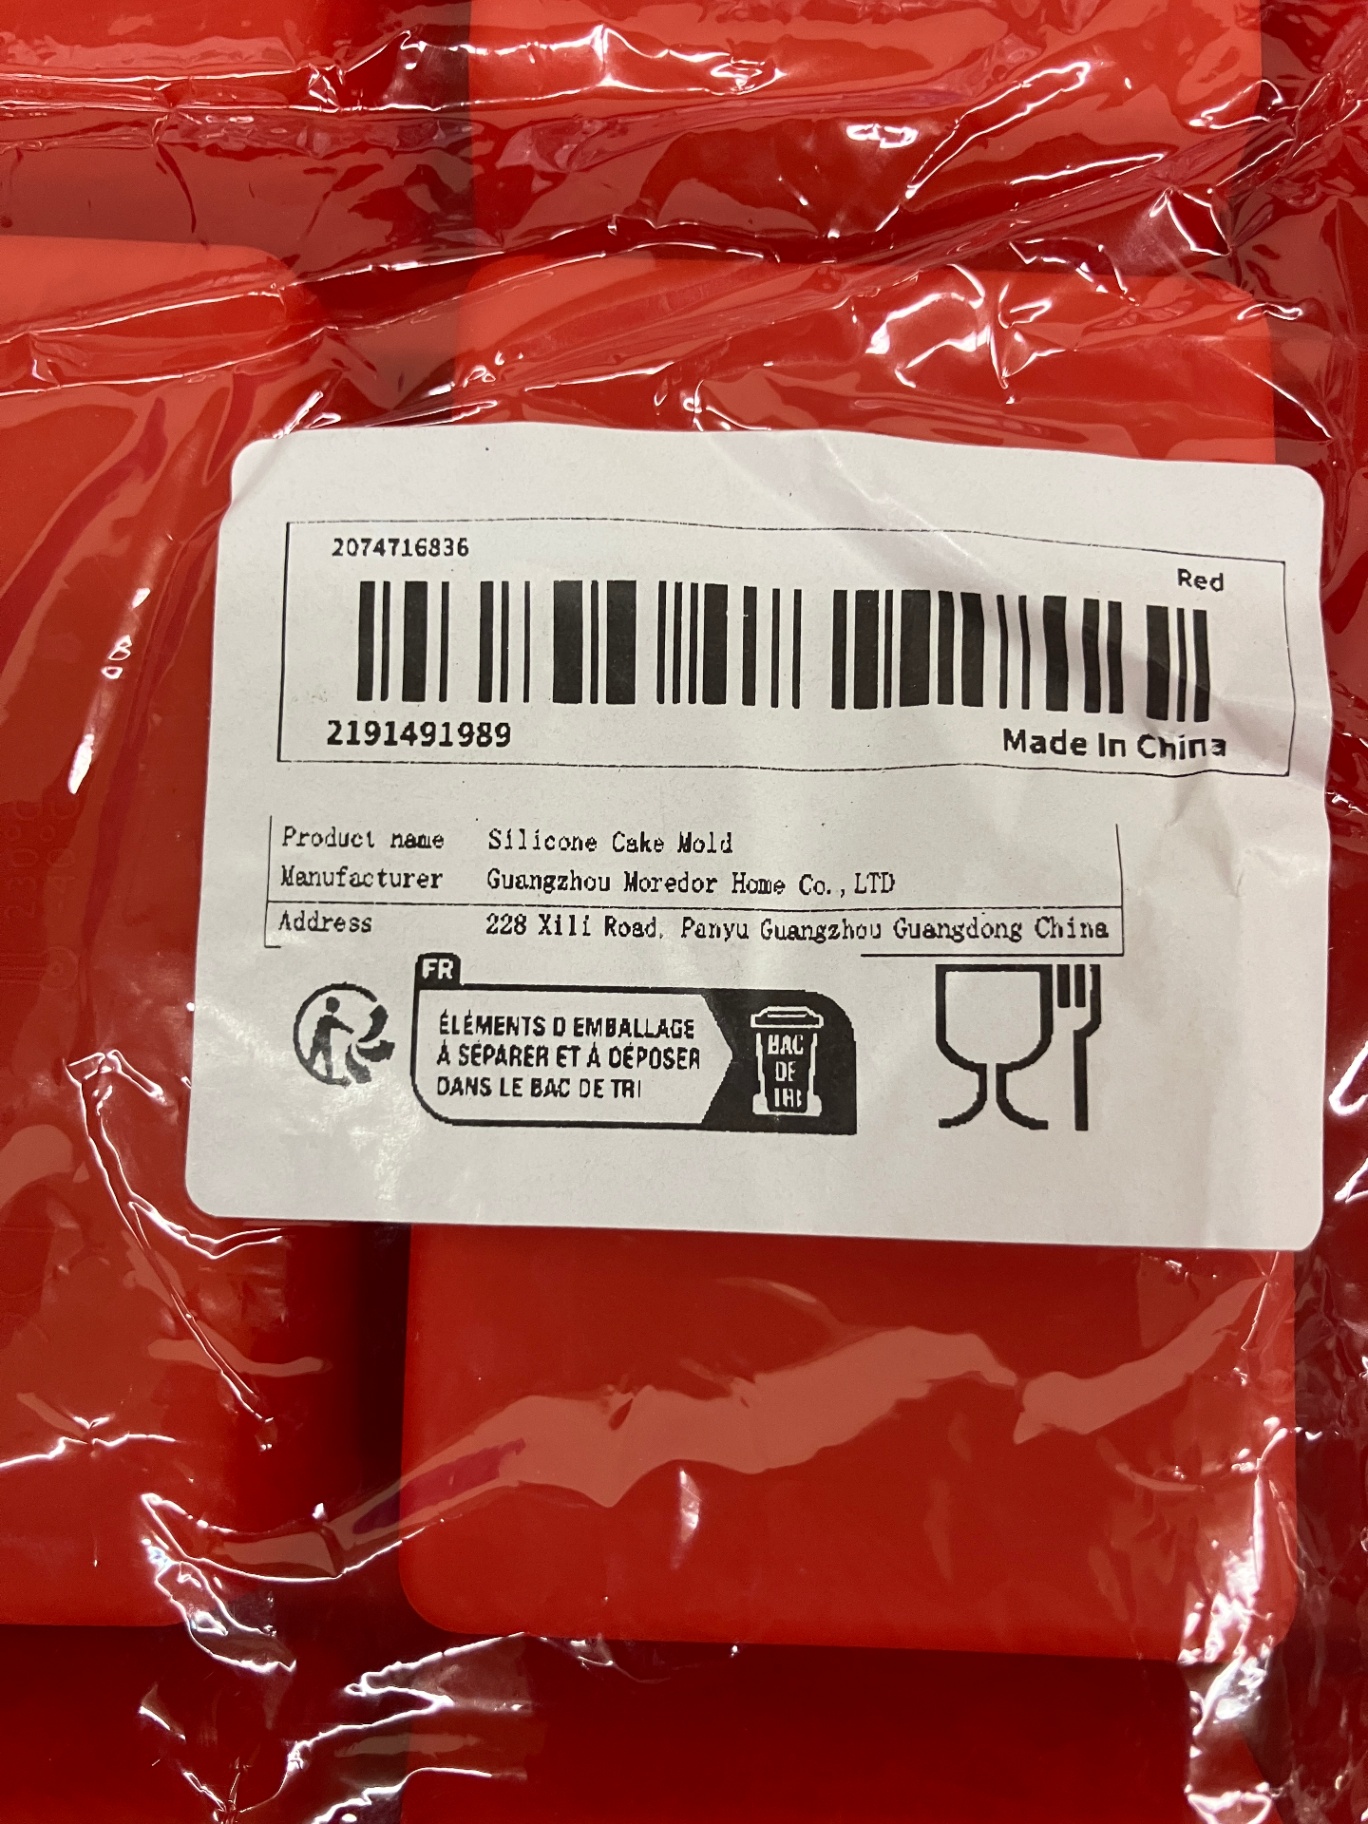 2074716836
Red
2191491989
Made In China
Product name Silicone Cake Mold
Manufacturer Guangzhou Moredor Home Co., LTD
Address 228 Xili Road, Panyu Guangzhou Guangdong China
FR
ÉLÉMENTS D EMBALLAGE
À SÉPARER ET À DÉPOSER
DANS LE BAC DE TRI
BAC
DE
TRI